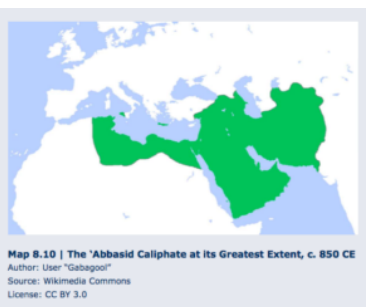 Map 8.10 | The ‘Abbasid Caliphate at its Greatest Extent, c. 850 CE
Author: User “Gabagool”
Source: Wikimedia Commons
License: CC BY 3.0